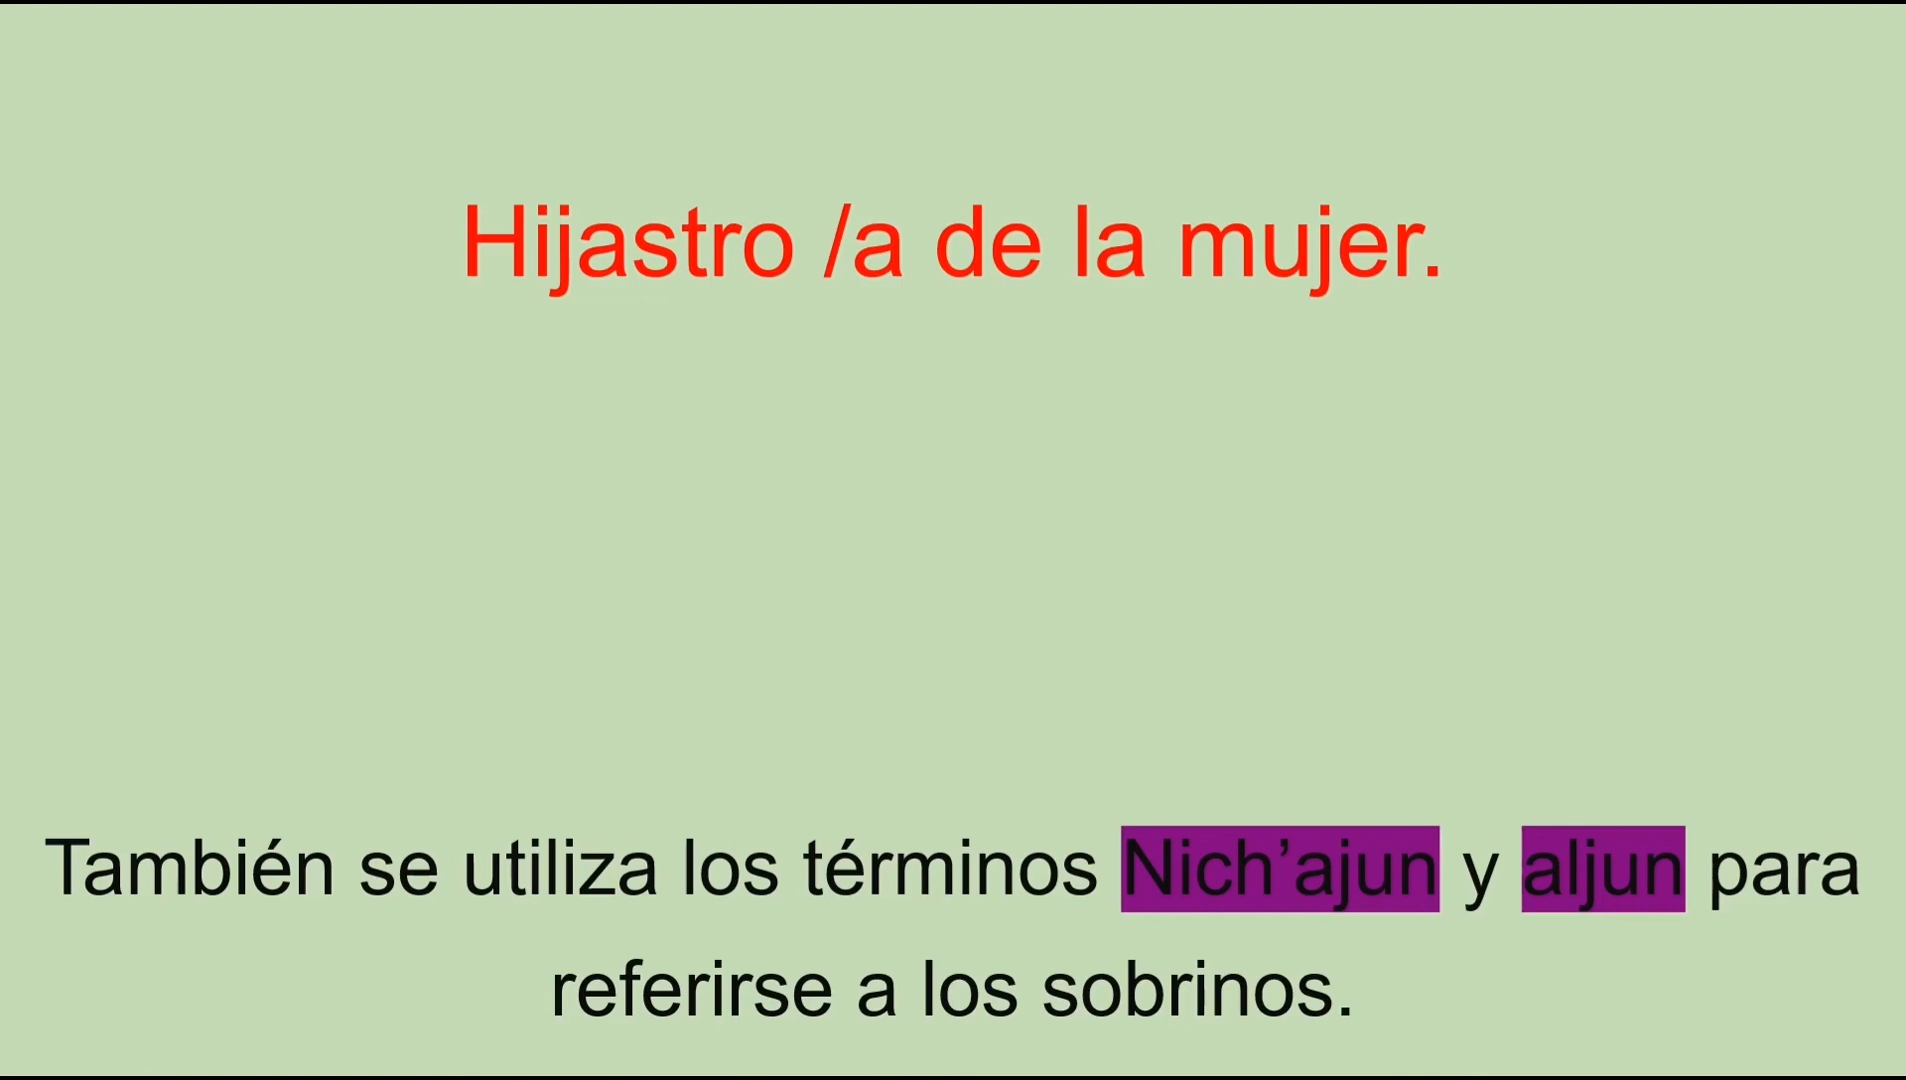 Hijastro /a de la mujer.
También se utiliza los términos Nich’ajun y aljun para
referirse a los sobrinos.